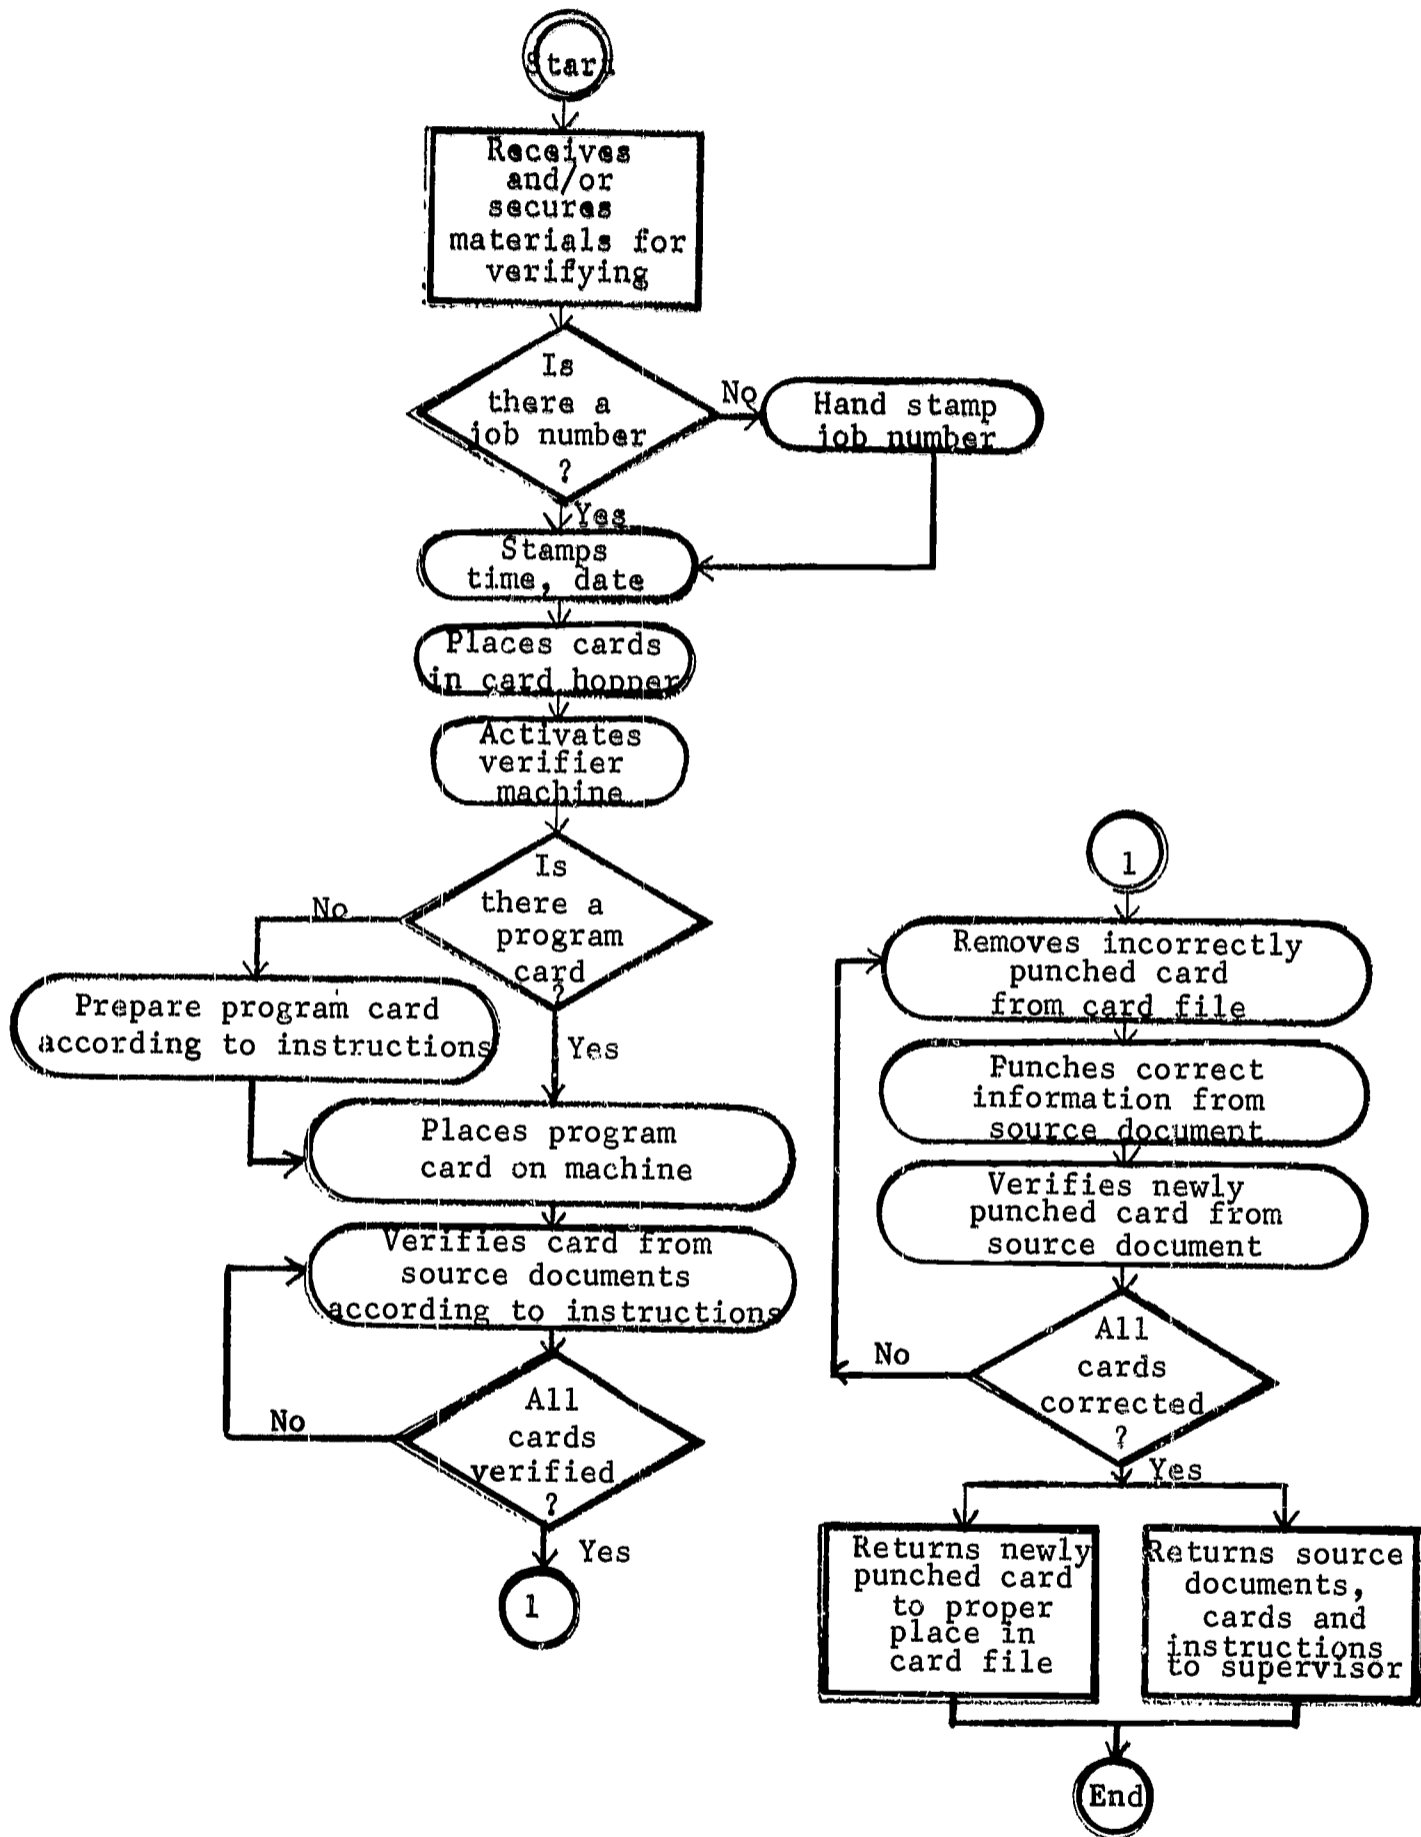 Start
Receives
and/or
secures
materials for
verifying
Is
there a
job number
?
No
Hand stamp
job number
Yes
Stamps
time, date
Places cards
in card hopper
Activates
verifier
machine
Is
there a
program
card
?
No
Prepare program card
according to instructions
Yes
Places program
card on machine
Verifies card from
source documents
according to instructions
All
cards
verified
?
No
Yes
1
1
Removes incorrectly
punched card
from card file
Punches correct
information from
source document
Verifies newly
punched card from
source document
All
cards
corrected
?
No
Yes
Returns newly
punched card
to proper
place in
card file
Returns source
documents,
cards and
instructions
to supervisor
End